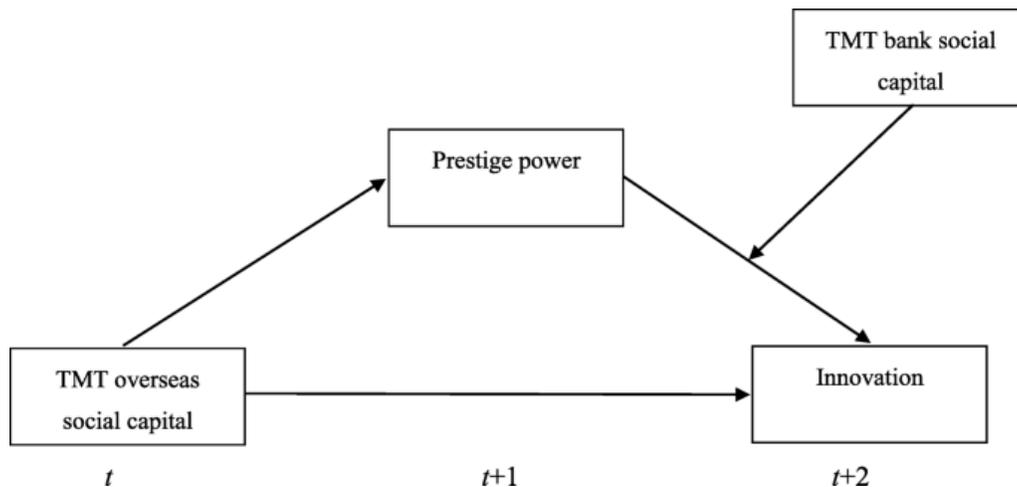 TMT bank social
capital
Prestige power
TMT overseas
social capital
Innovation
t
t+1
t+2